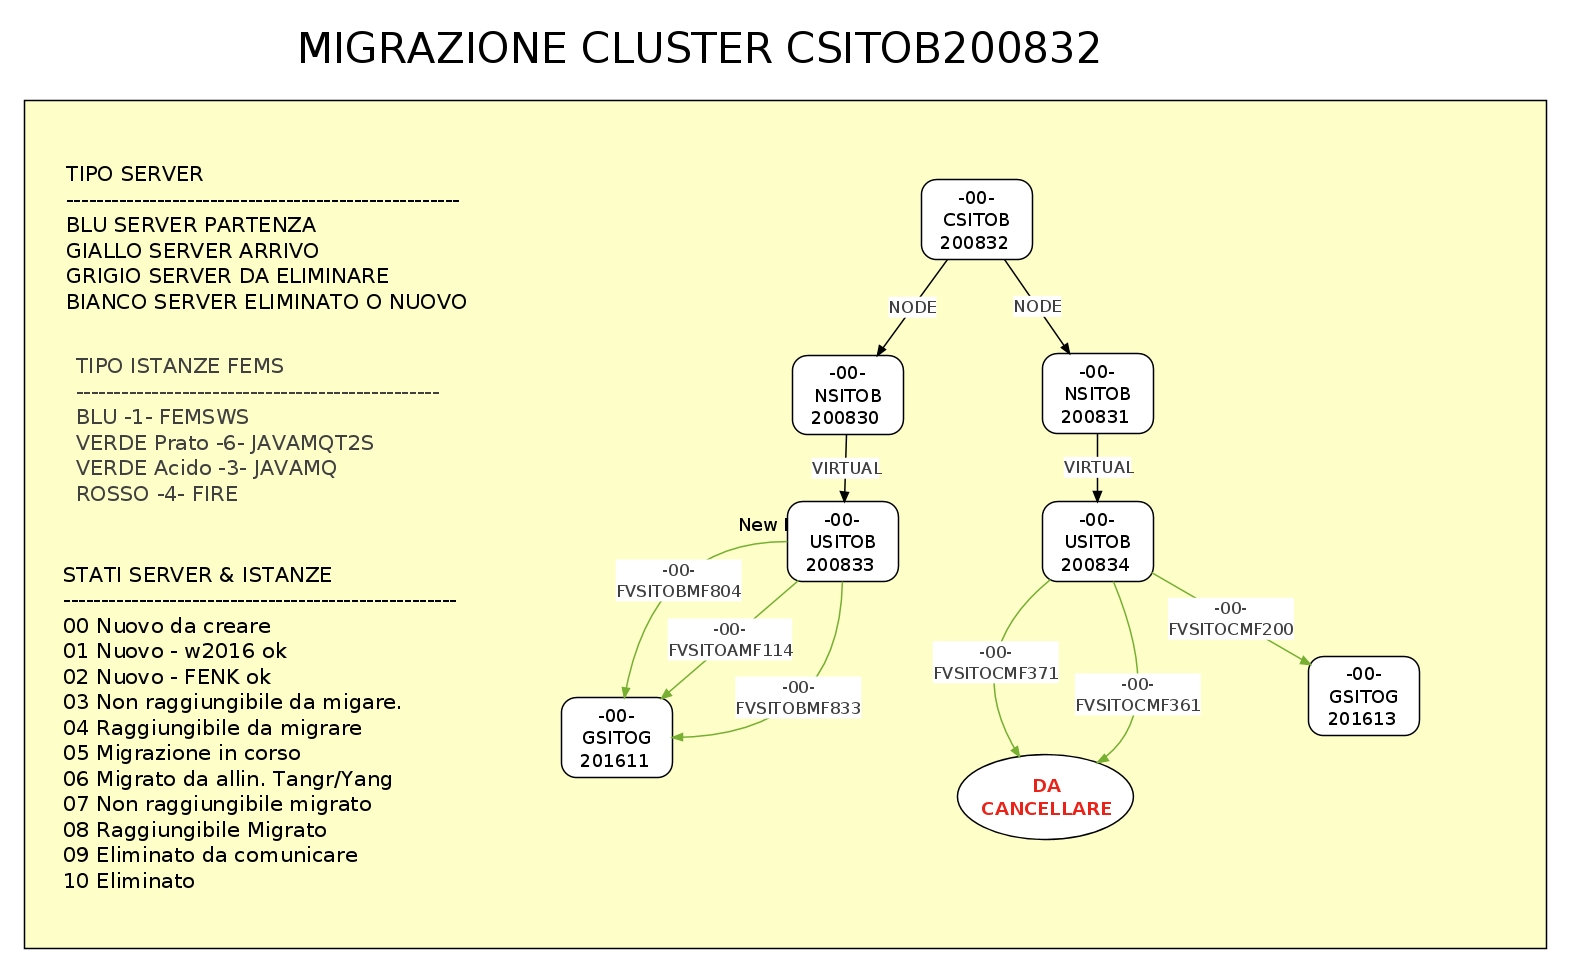 MIGRAZIONE CLUSTER CSITOB200832
TIPO SERVER
----------------------------------------------------
BLU SERVER PARTENZA
GIALLO SERVER ARRIVO
GRIGIO SERVER DA ELIMINARE
BIANCO SERVER ELIMINATO O NUOVO
TIPO ISTANZE FEMS
------------------------------------------------
BLU -1- FEMSWS
VERDE Prato -6- JAVAMQT2S
VERDE Acido -3- JAVAMQ
ROSSO -4- FIRE
STATI SERVER & ISTANZE
----------------------------------------------------
00 Nuovo da creare
01 Nuovo - w2016 ok
02 Nuovo - FENK ok
03 Non raggiungibile da migare.
04 Raggiungibile da migrare
05 Migrazione in corso
06 Migrato da allin. Tangr/Yang
07 Non raggiungibile migrato
08 Raggiungibile Migrato
09 Eliminato da comunicare
10 Eliminato
-00-
CSITOB
200832
NODE
NODE
-00-
NSITOB
200830
-00-
NSITOB
200831
VIRTUAL
VIRTUAL
New
-00-
USITOB
200833
-00-
USITOB
200834
-00-
FVSITOBMF804
-00-
FVSITOAMF114
-00-
FVSITOBMF833
-00-
FVSITOCMF371
-00-
FVSITOCMF361
-00-
FVSITOCMF200
-00-
GSITOG
201611
DA
CANCELLARE
-00-
GSITOG
201613